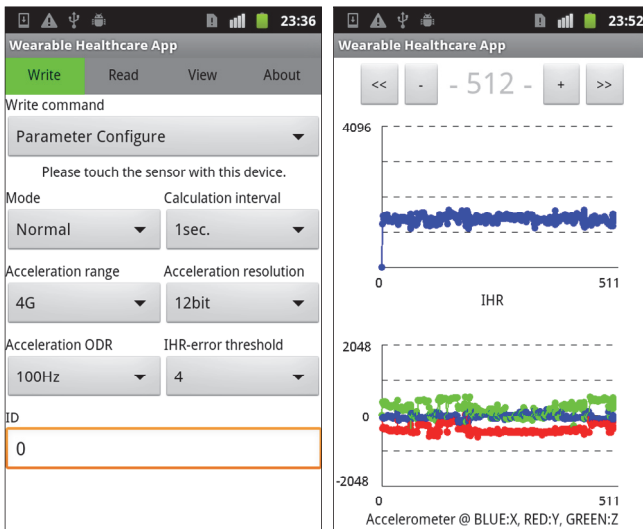 23:36
Wearable Healthcare App
Write Read View About
Write command
Parameter Configure
Please touch the sensor with this device.
Mode Calculation interval
Normal 1sec.
Acceleration range Acceleration resolution
4G 12bit
Acceleration ODR IHR-error threshold
100Hz 4
ID
0
23:52
Wearable Healthcare App
<< - - 512 - + >>
4096
0 511
IHR
2048
0
-2048
0 511
Accelerometer @ BLUE:X, RED:Y, GREEN:Z